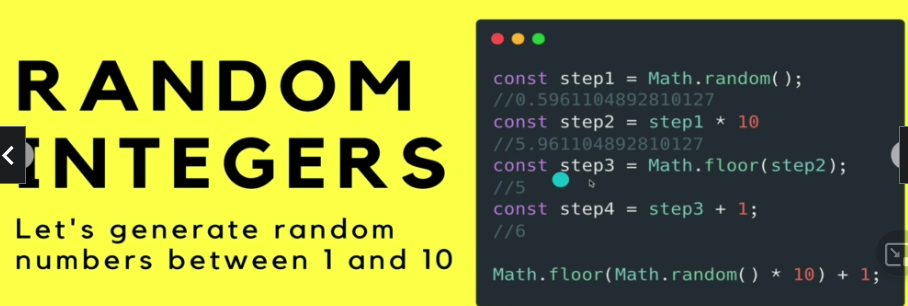 RANDOM
INTEGERS
Let's generate random
numbers between 1 and 10
const step1 = Math.random();
//0.5961104892810127
const step2 = step1 * 10
//5.961104892810127
const step3 = Math.floor(step2);
//5
const step4 = step3 + 1;
//6
Math.floor(Math.random() * 10) + 1;